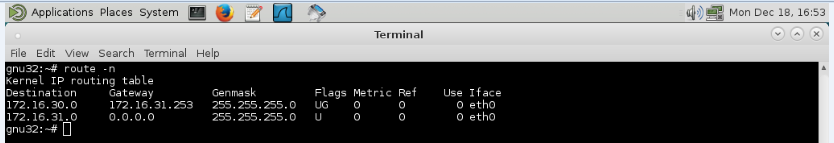 Applications Places System Mon Dec 18, 16:53
Terminal
File Edit View Search Terminal Help
gnu32:~# route -n
Kernel IP routing table
Destination Gateway Genmask Flags Metric Ref Use Iface
172.16.30.0 172.16.31.253 255.255.255.0 UG 0 0 0 eth0
172.16.31.0 0.0.0.0 255.255.255.0 U 0 0 0 eth0
gnu32:~#